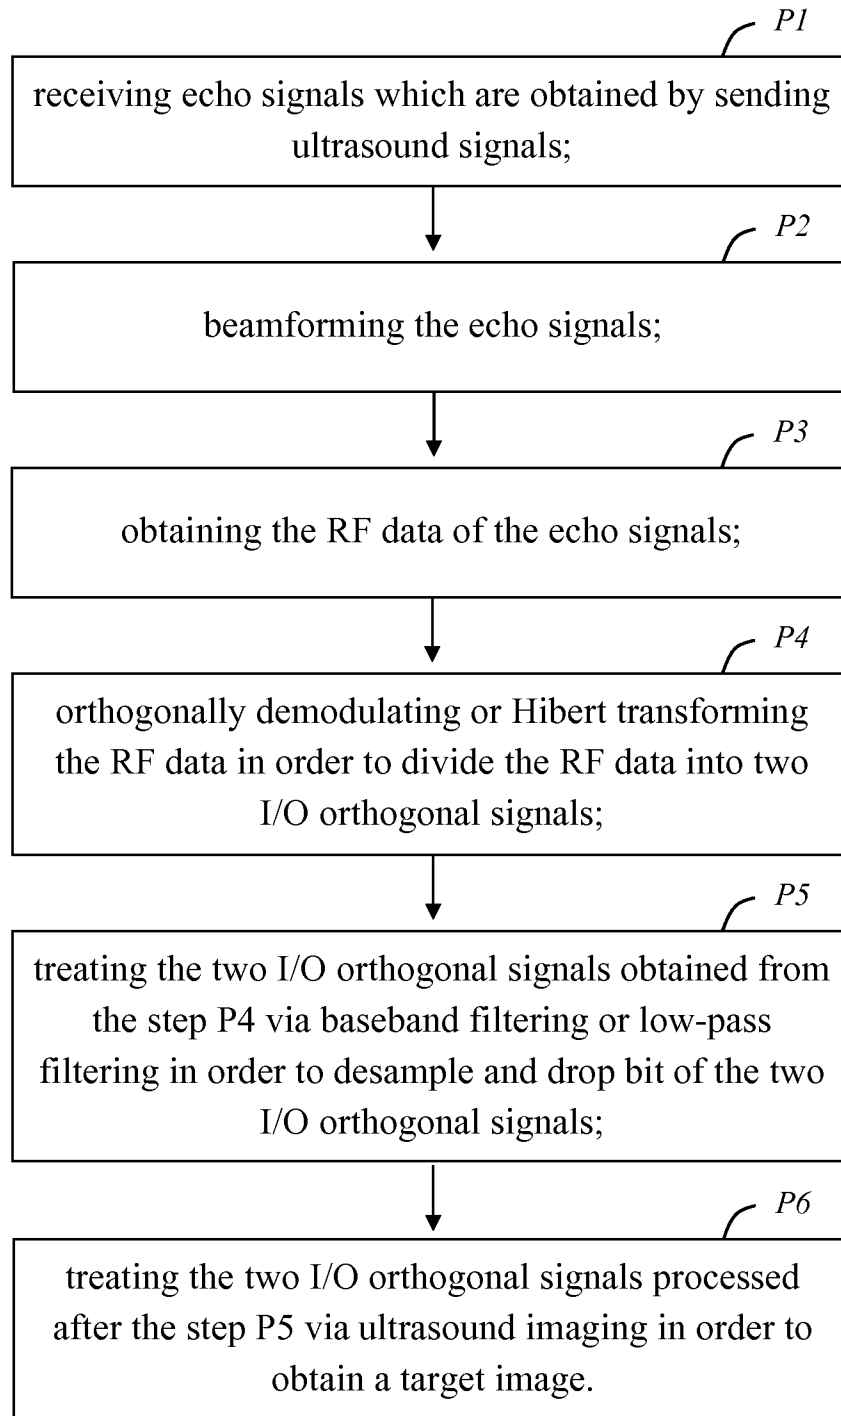 P1
receiving echo signals which are obtained by sending
ultrasound signals;
P2
beamforming the echo signals;
P3
obtaining the RF data of the echo signals;
P4
orthogonally demodulating or Hibert transforming
the RF data in order to divide the RF data into two
I/O orthogonal signals;
P5
treating the two I/O orthogonal signals obtained from
the step P4 via baseband filtering or low-pass
filtering in order to desample and drop bit of the two
I/O orthogonal signals;
P6
treating the two I/O orthogonal signals processed
after the step P5 via ultrasound imaging in order to
obtain a target image.